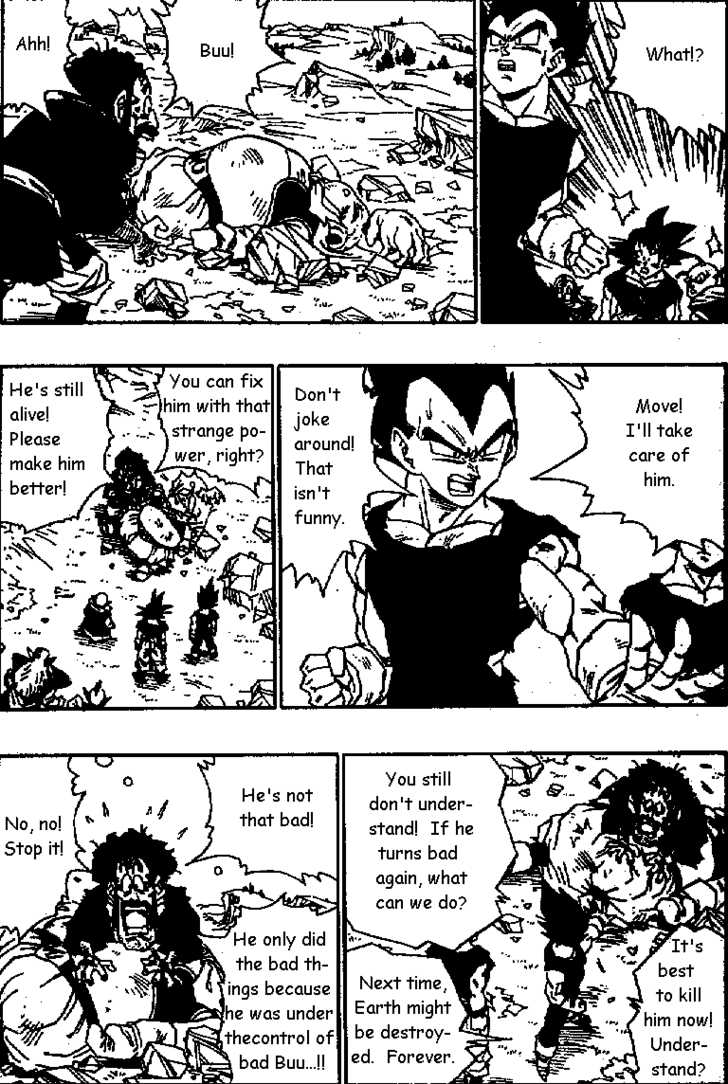 Ahh!
Buu!
What!?
He's still
alive!
Please
make him
better!
You can fix
him with that
strange po-
wer, right?
Don't
joke
around!
That
isn't
funny.
Move!
I'll take
care of
him.
No, no!
Stop it!
He's not
that bad!
He only did
the bad th-
ings because
he was under
thecontrol of
bad Buu...!!
You still
don't under-
stand! If he
turns bad
again, what
can we do?
Next time,
Earth might
be destroy-
ed. Forever.
It's
best
to kill
him now!
Under-
stand?